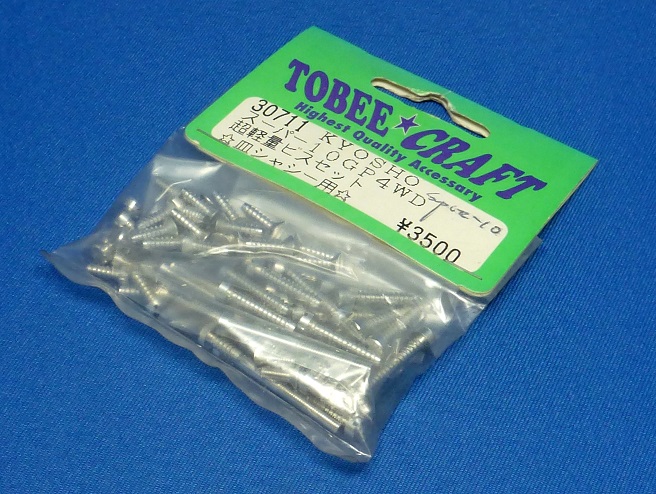 TOBEE★CRAFT
Highest Quality Accessary
30711 KYOSHO
スーパー10GP4WD
超軽量ビスセット
☆皿シャシー用☆
¥3500